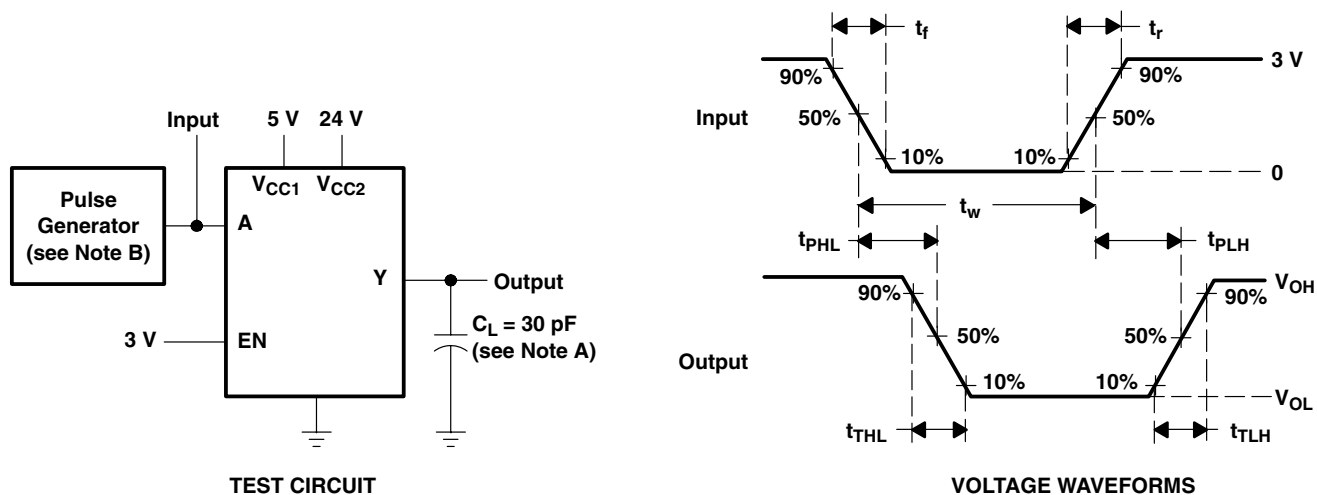 Input
5 V
24 V
Pulse
Generator
(see Note B)
VCC1
VCC2
A
Y
Output
CL = 30 pF
(see Note A)
3 V
EN
TEST CIRCUIT
tf
tr
90%
90%
3 V
Input
50%
50%
10%
10%
0
tw
tPHL
tPLH
90%
90%
VOH
50%
50%
Output
10%
10%
VOL
tTHL
tTLH
VOLTAGE WAVEFORMS